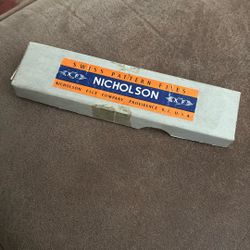 SWISS PATTERN FILES
NICHOLSON
NICHOLSON FILE COMPANY, PROVIDENCE, R.I., U.S.A.